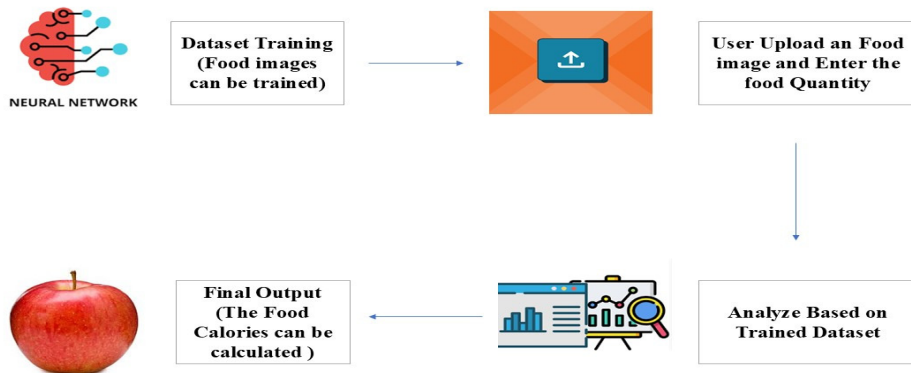 NEURAL NETWORK
Dataset Training
(Food images
can be trained)
User Upload an Food
image and Enter the
food Quantity
Final Output
(The Food
Calories can be
calculated )
Analyze Based on
Trained Dataset